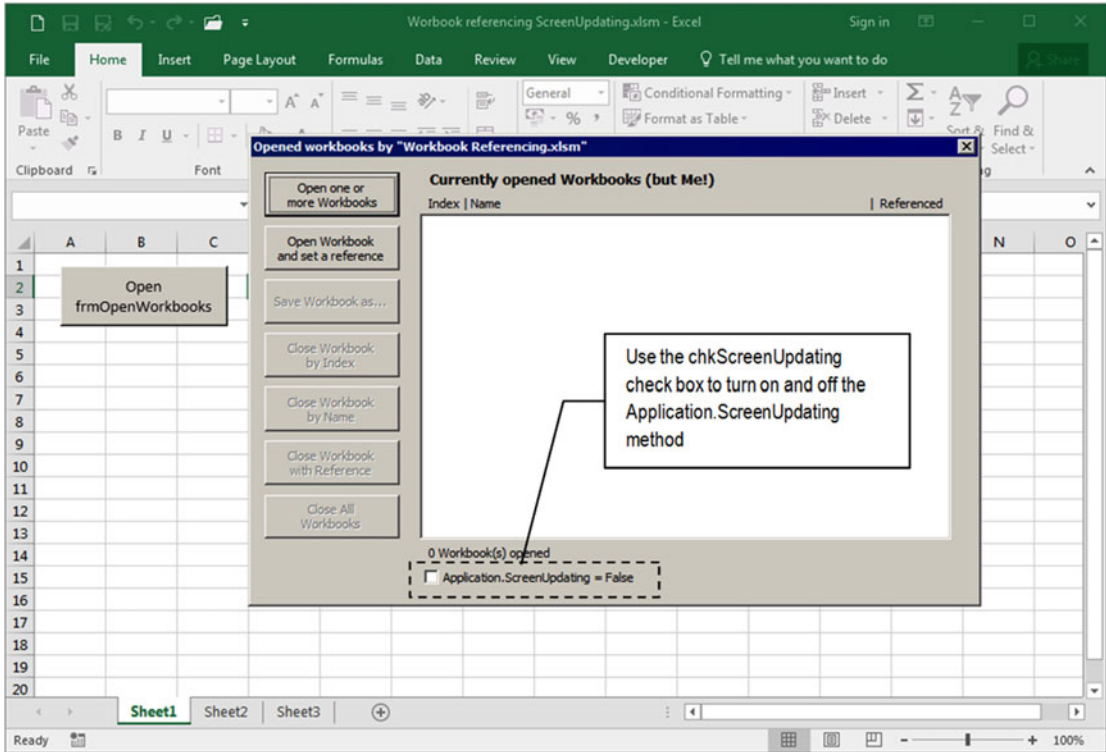 Worbook referencing ScreenUpdating.xlsm - Excel
Sign in
File Home Insert Page Layout Formulas Data Review View Developer Tell me what you want to do Share
Paste
Clipboard
B I U
Font
A A
General
% ,
Conditional Formatting
Format as Table
Insert
Delete
Σ
A
Z
Sort & Find &
Select
Opened workbooks by "Workbook Referencing.xlsm"
Currently opened Workbooks (but Me!)
Index | Name | Referenced
Open one or
more Workbooks
Open Workbook
and set a reference
Save Workbook as...
Close Workbook
by Index
Close Workbook
by Name
Close Workbook
with Reference
Close All
Workbooks
Use the chkScreenUpdating
check box to turn on and off the
Application.ScreenUpdating
method
0 Workbook(s) opened
Application.ScreenUpdating = False
A B C N O
1
2
3
4
5
6
7
8
9
10
11
12
13
14
15
16
17
18
19
20
Open
frmOpenWorkbooks
Sheet1 Sheet2 Sheet3
Ready
100%